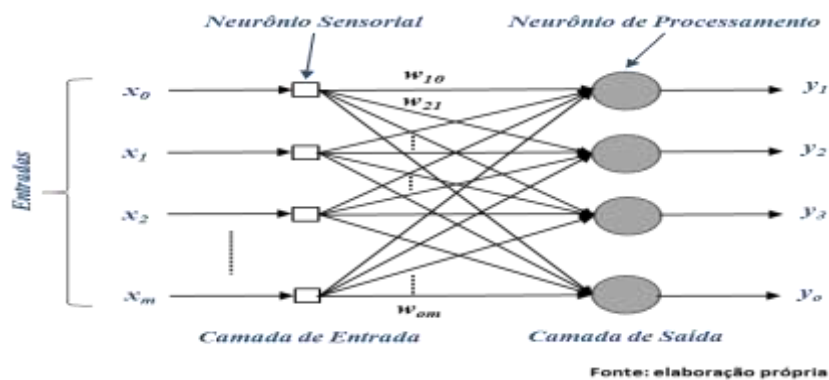 Neurônio Sensorial
Neurônio de Processamento
Entradas
x₀
x₁
x₂
xₘ
w₁₀
w₂₁
wₒₘ
y₁
y₂
y₃
yₒ
Camada de Entrada
Camada de Saída
Fonte: elaboração própria